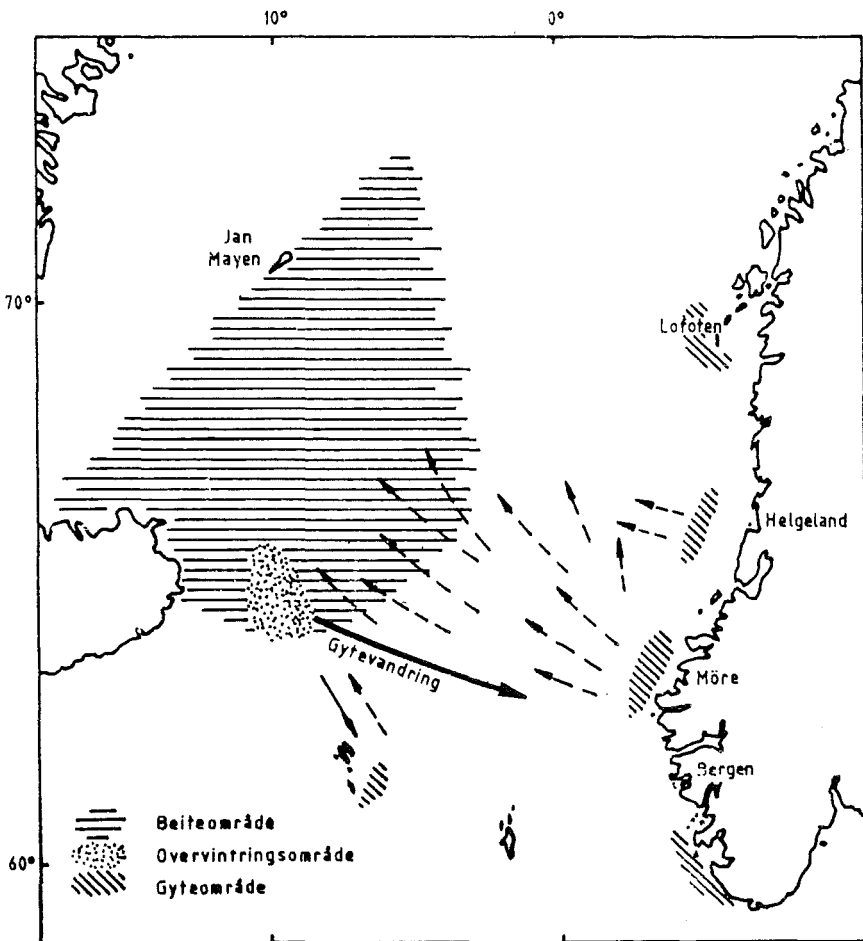 10° 0°
Jan
Mayen
70°
Lofoten
Helgeland
Gytevandring
Möre
Bergen
Beiteområde
Overvintringsområde
60°
Gyteområde